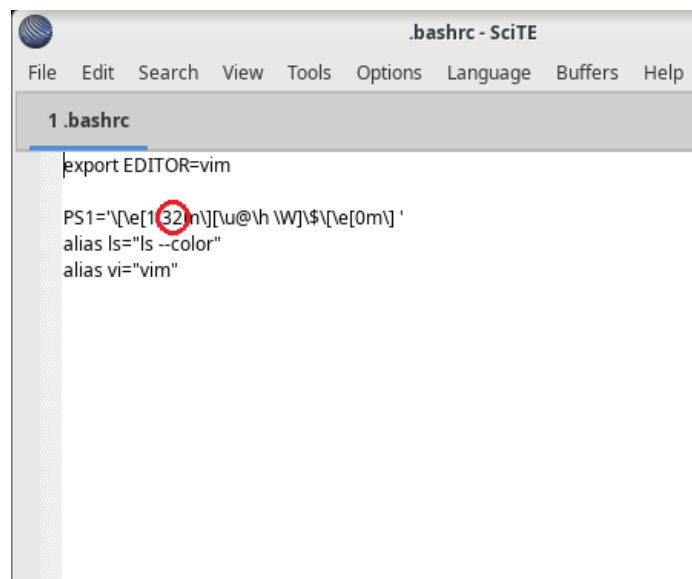 .bashrc - SciTE
File Edit Search View Tools Options Language Buffers Help
1 .bashrc
export EDITOR=vim
PS1='\[\e[1;32m\][\u@\h \W]\$\[\e[0m\] '
alias ls="ls --color"
alias vi="vim"